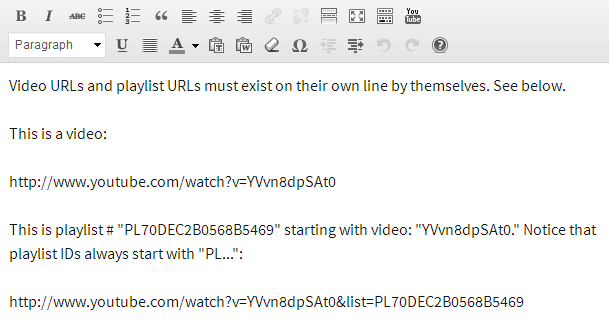 B I ABC You Tube
Paragraph U A
Video URLs and playlist URLs must exist on their own line by themselves. See below.
This is a video:
http://www.youtube.com/watch?v=YVvn8dpSAt0
This is playlist # "PL70DEC2B0568B5469" starting with video: "YVvn8dpSAt0." Notice that
playlist IDs always start with "PL...":
http://www.youtube.com/watch?v=YVvn8dpSAt0&list=PL70DEC2B0568B5469